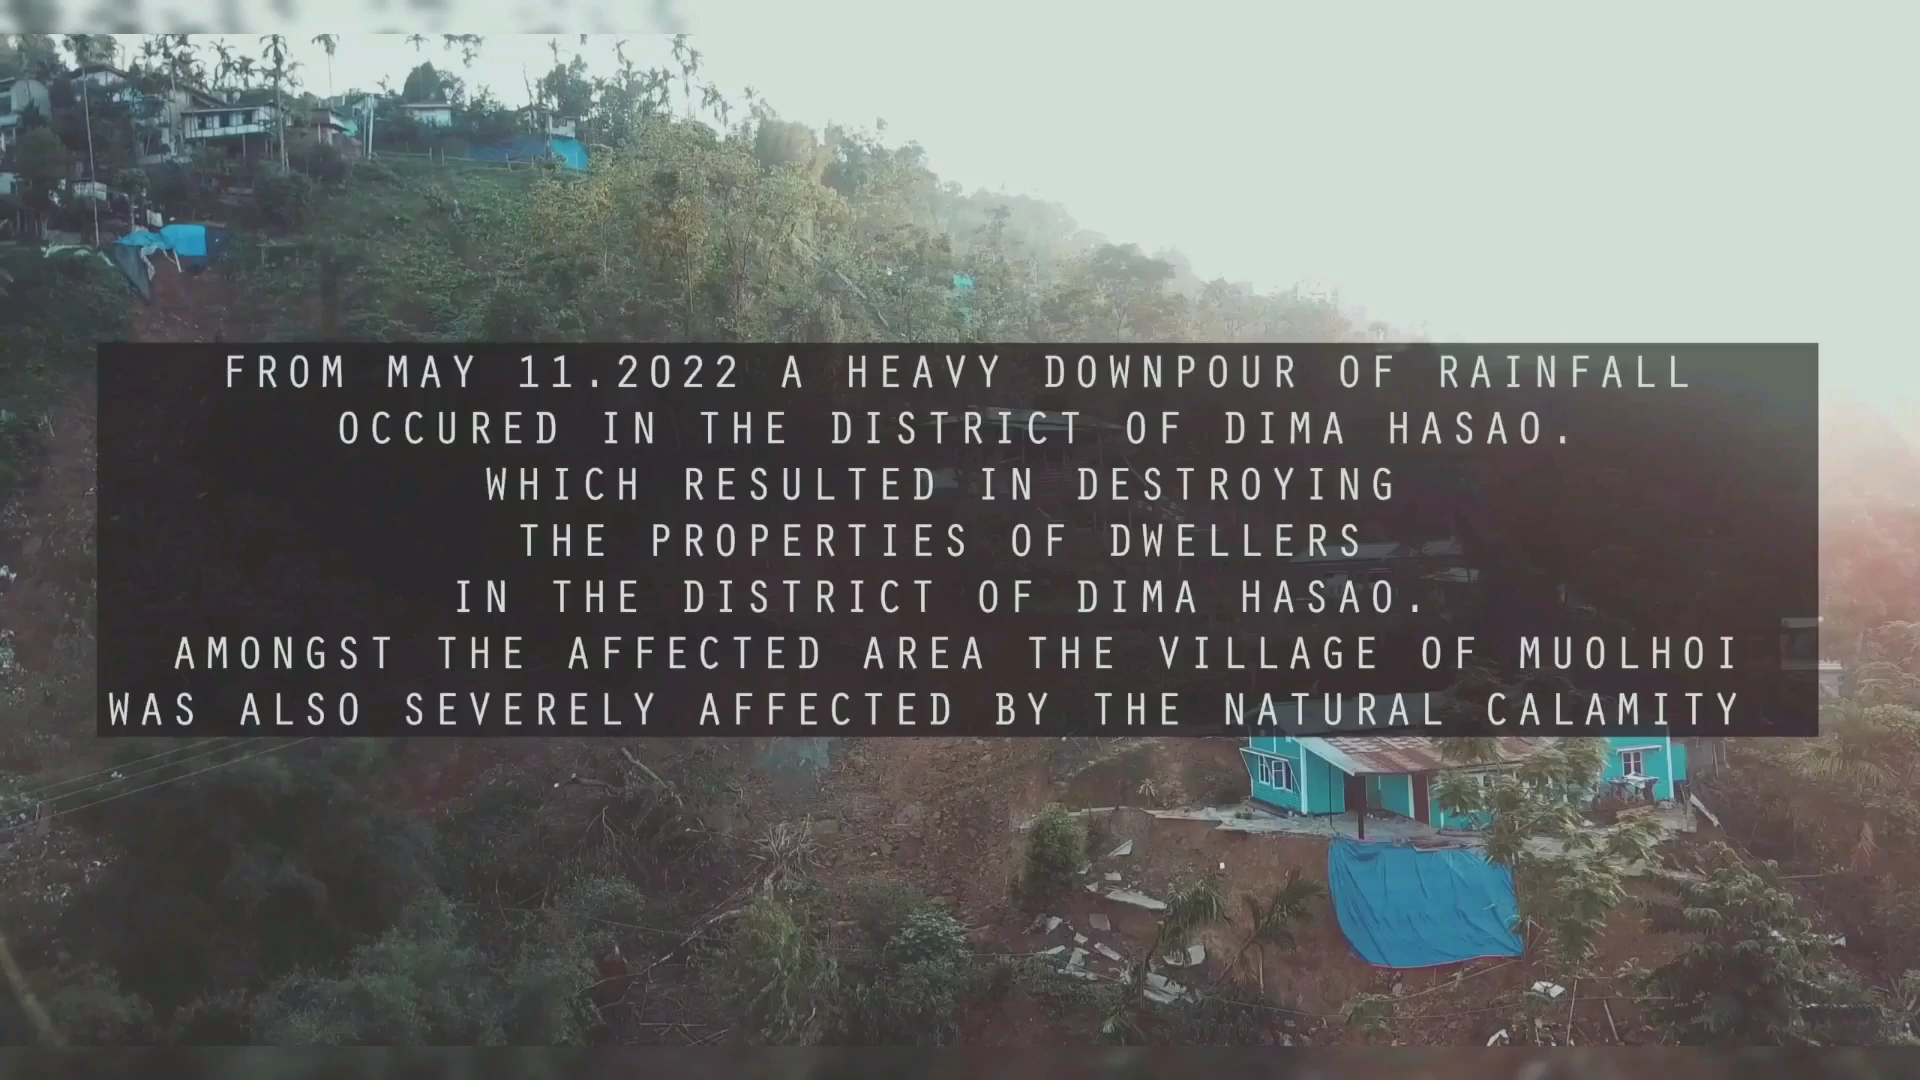 FROM MAY 11.2022 A HEAVY DOWNPOUR OF RAINFALL
OCCURED IN THE DISTRICT OF DIMA HASAO.
WHICH RESULTED IN DESTROYING
THE PROPERTIES OF DWELLERS
IN THE DISTRICT OF DIMA HASAO.
AMONGST THE AFFECTED AREA THE VILLAGE OF MUOLHOI
WAS ALSO SEVERELY AFFECTED BY THE NATURAL CALAMITY